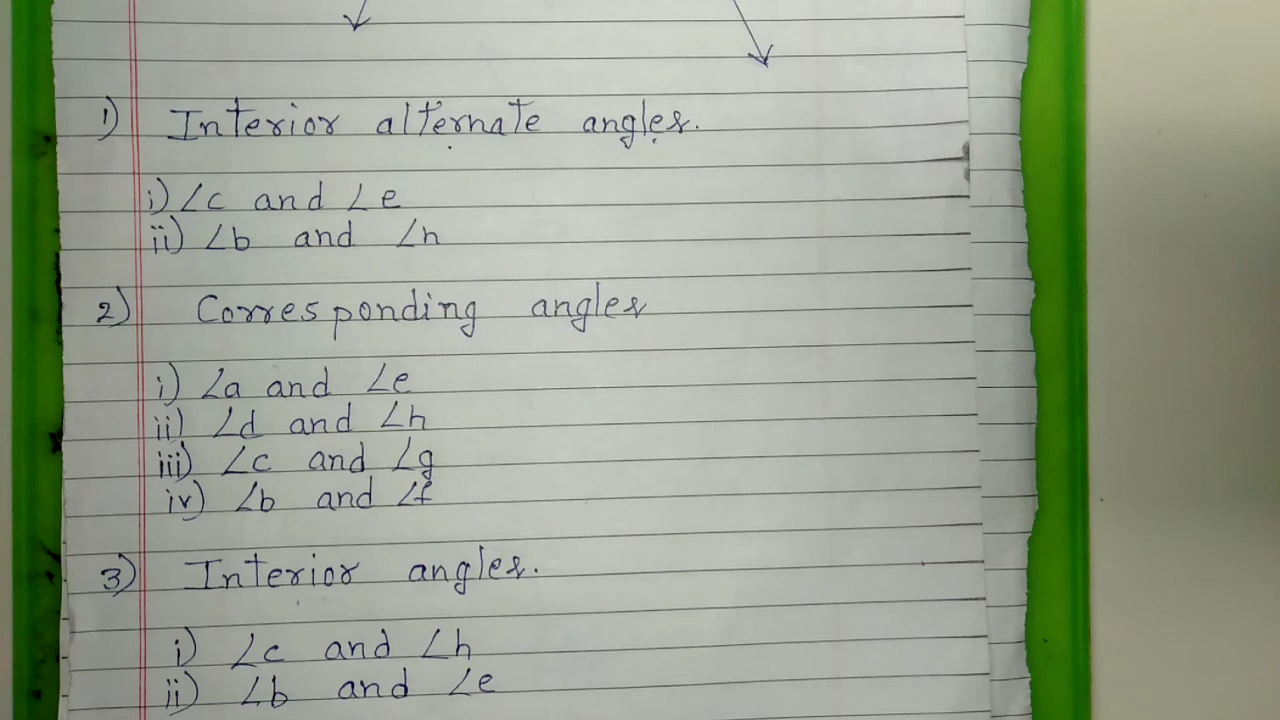 1) Interior alternate angles.
i) ∠c and ∠e
ii) ∠b and ∠h
2) Corresponding angles
i) ∠a and ∠e
ii) ∠d and ∠h
iii) ∠c and ∠g
iv) ∠b and ∠f
3) Interior angles.
i) ∠c and ∠h
ii) ∠b and ∠e